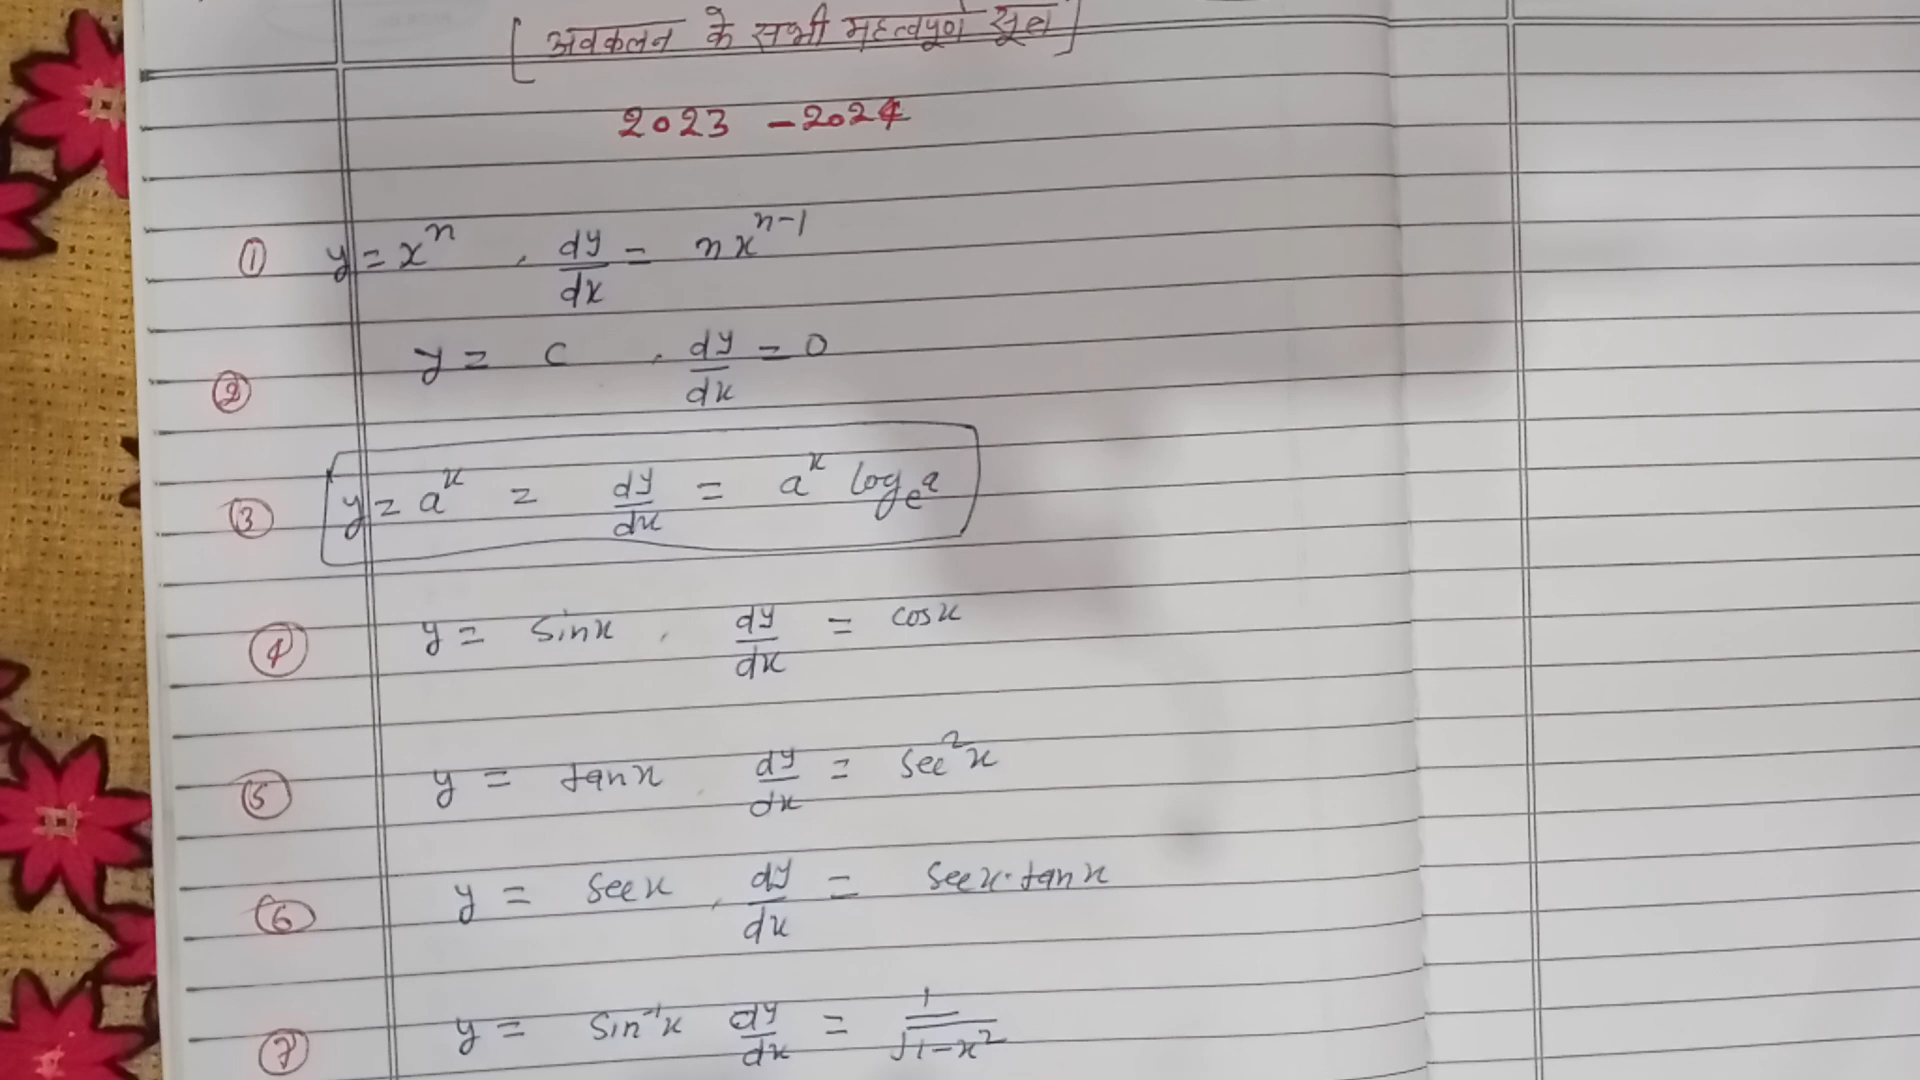 [अवकलन के सभी महत्वपूर्ण सूत्र]
2023 - 2024
① y = xⁿ , dy/dx = nxⁿ⁻¹
② y = c , dy/dx = 0
③ y = aˣ = dy/dx = aˣ logₑa
④ y = sinx , dy/dx = cosx
⑤ y = tanx , dy/dx = sec²x
⑥ y = secx , dy/dx = secx·tanx
⑦ y = sin⁻¹x dy/dx = 1/√1-x²